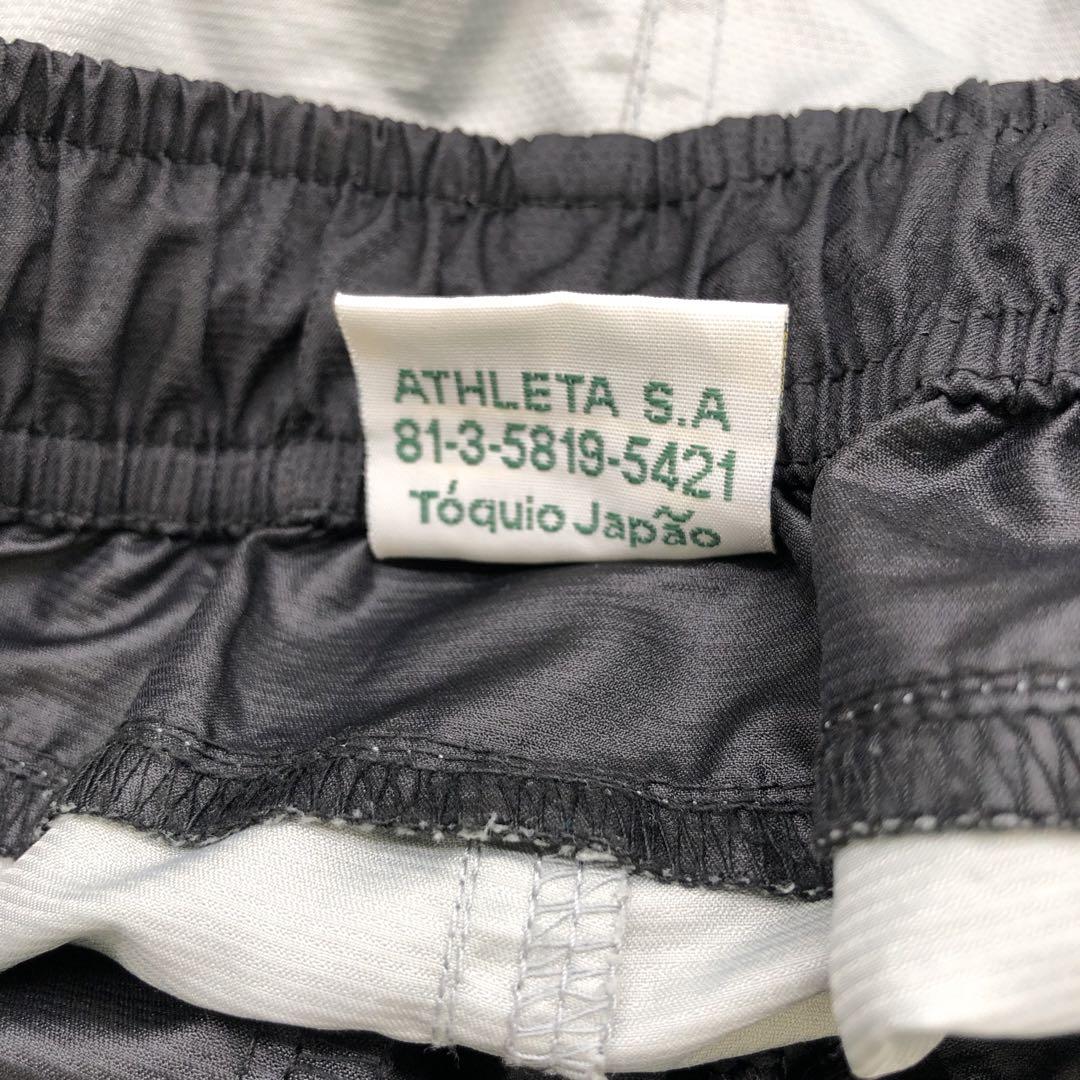 ATHLETA S.A
81-3-5819-5421
Tóquio Japão